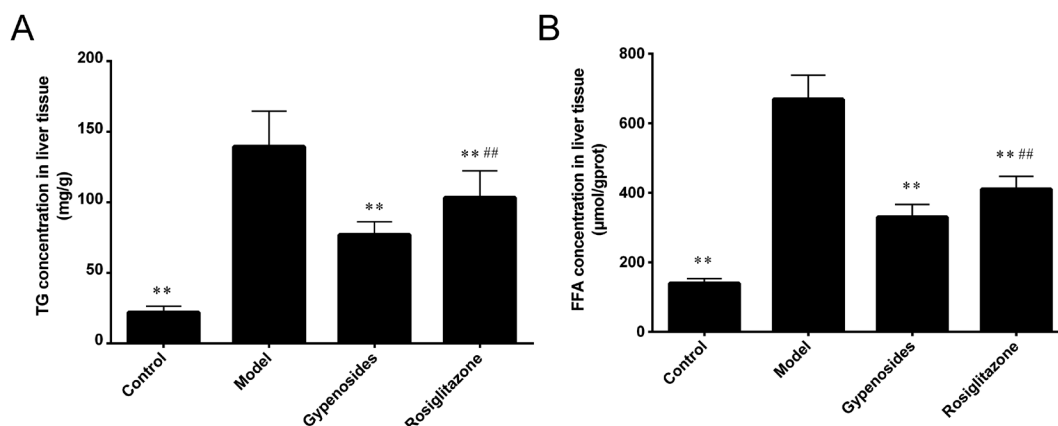 A
TG concentration in liver tissue
(mg/g)
200
150
100
50
0
**
**
** ##
Control
Model
Gypenosides
Rosiglitazone
B
FFA concentration in liver tissue
(μmol/gprot)
800
600
400
200
0
**
**
** ##
Control
Model
Gypenosides
Rosiglitazone